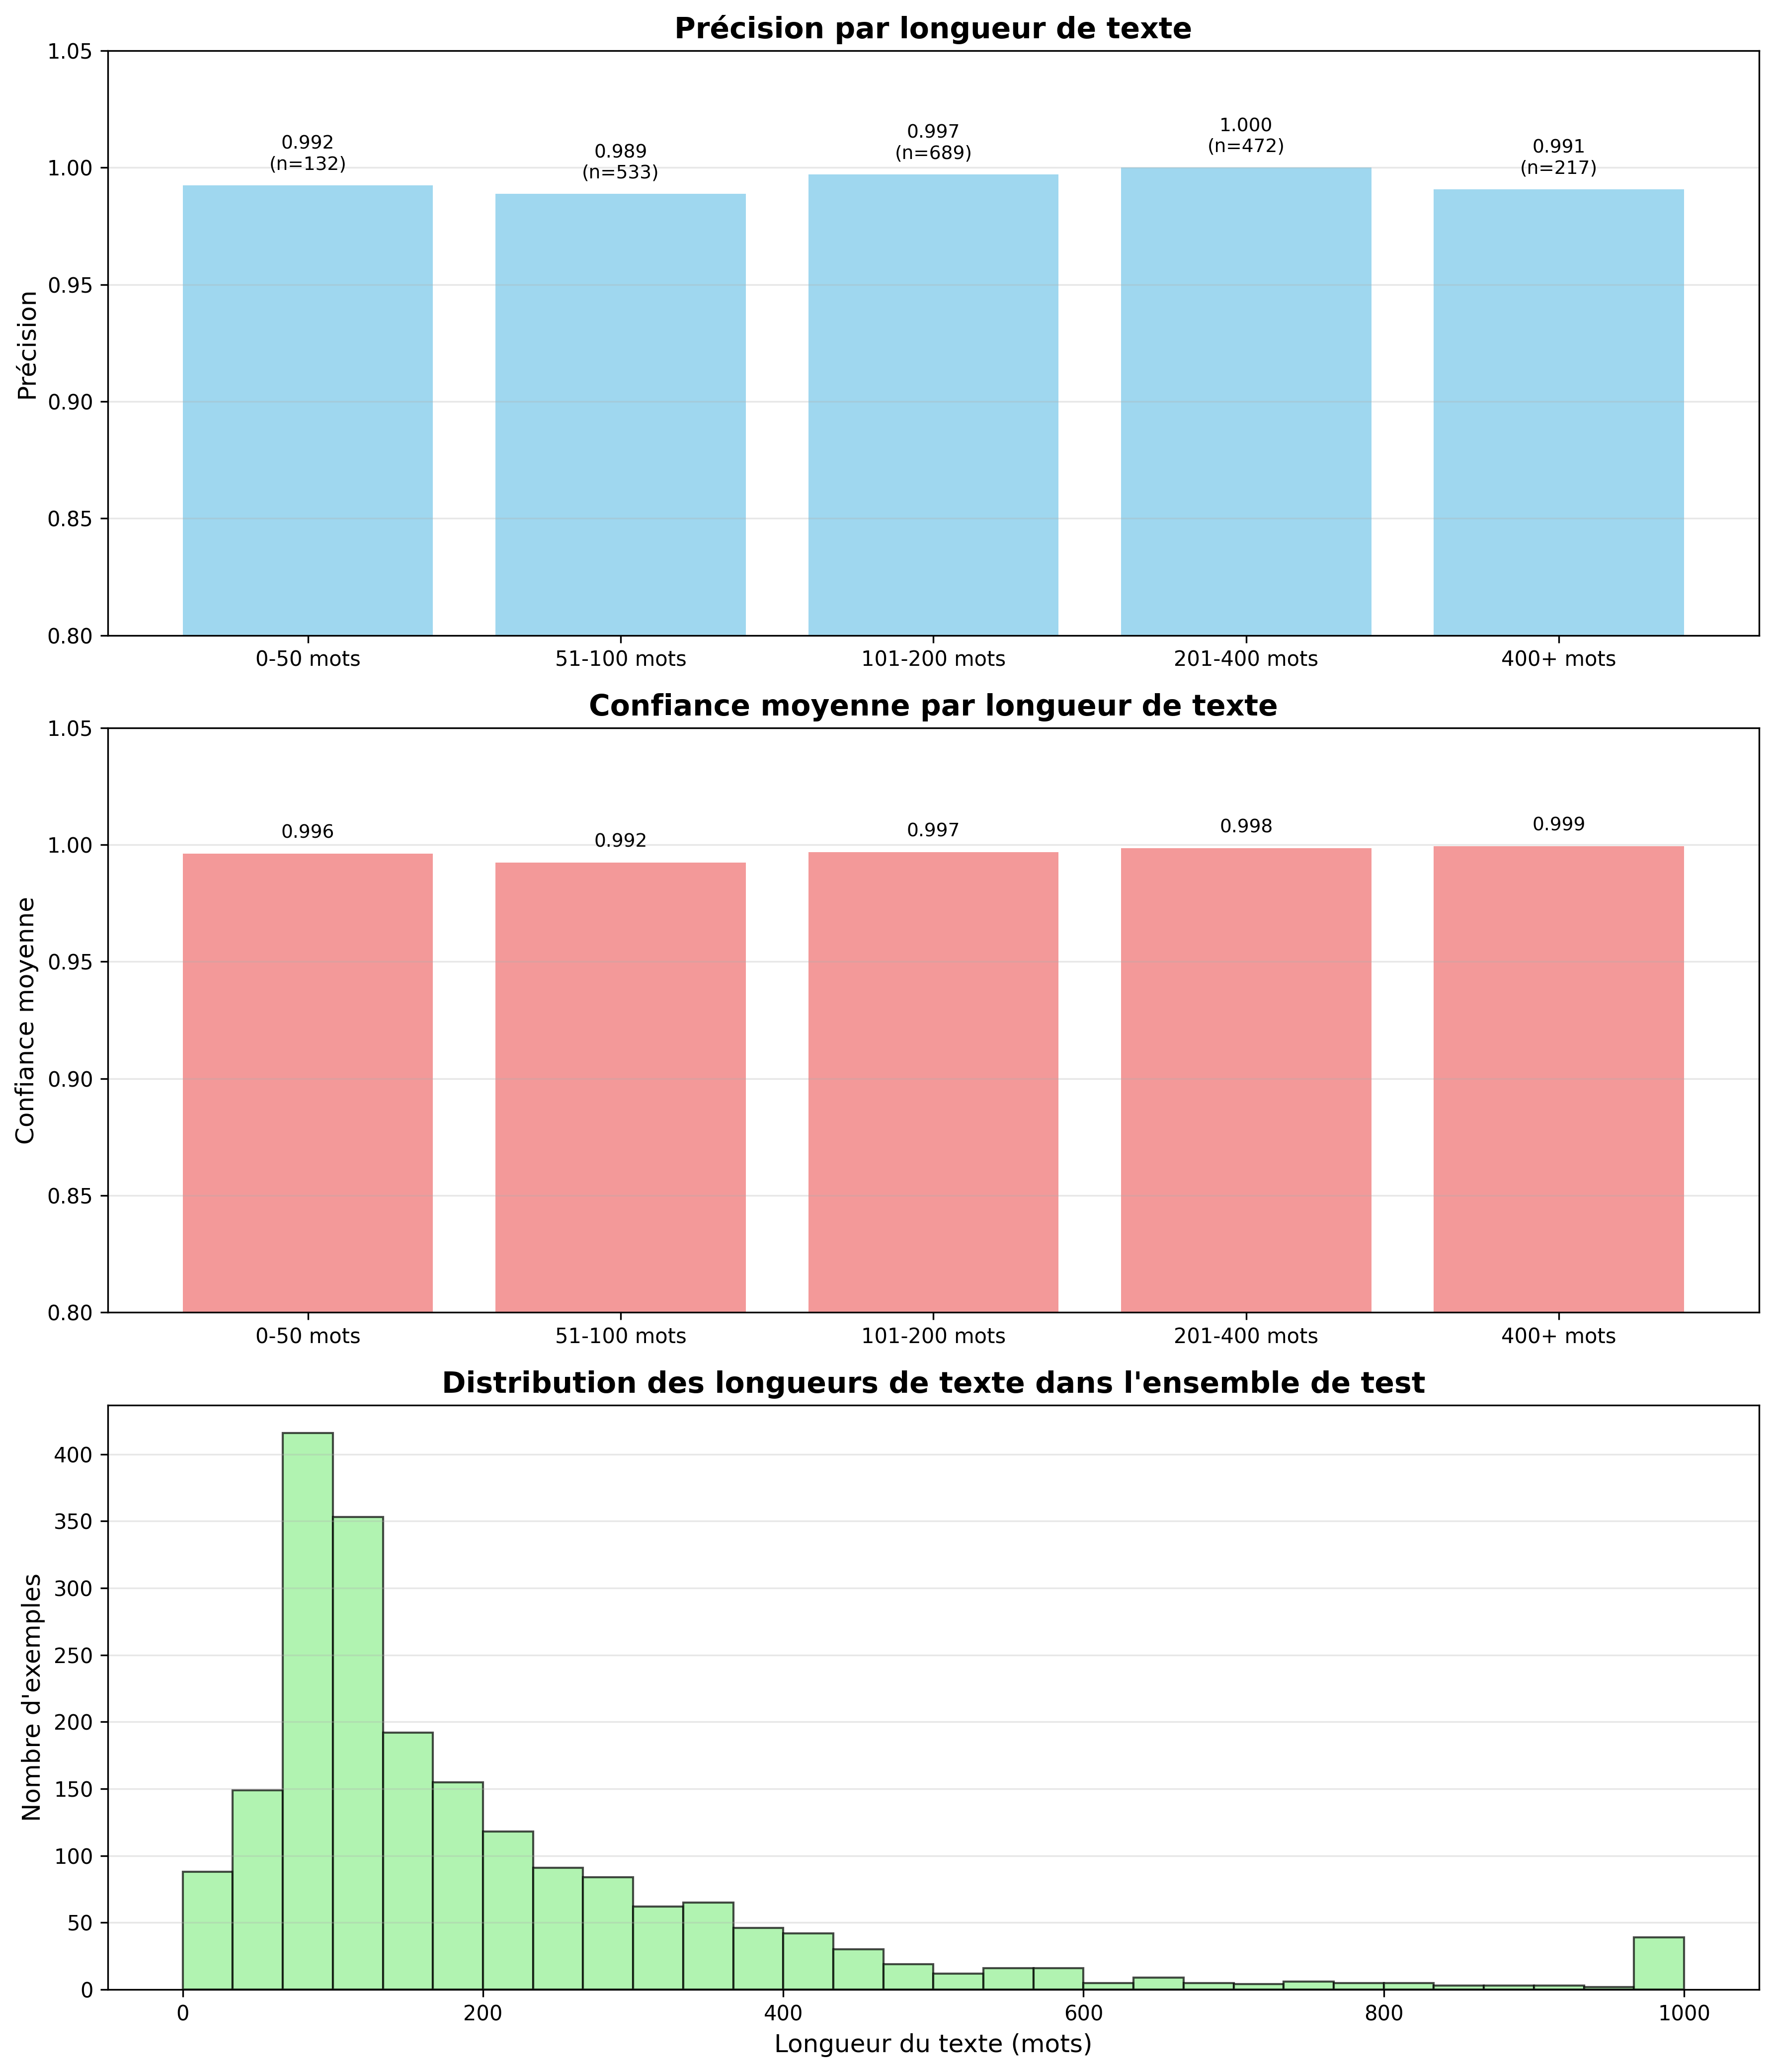 Précision par longueur de texte
1.05
1.00
0.95
0.90
0.85
0.80
Précision
0.992
(n=132)
0.989
(n=533)
0.997
(n=689)
1.000
(n=472)
0.991
(n=217)
0-50 mots
51-100 mots
101-200 mots
201-400 mots
400+ mots
Confiance moyenne par longueur de texte
1.05
1.00
0.95
0.90
0.85
0.80
Confiance moyenne
0.996
0.992
0.997
0.998
0.999
0-50 mots
51-100 mots
101-200 mots
201-400 mots
400+ mots
Distribution des longueurs de texte dans l'ensemble de test
400
350
300
250
200
150
100
50
0
Nombre d'exemples
0
200
400
600
800
1000
Longueur du texte (mots)